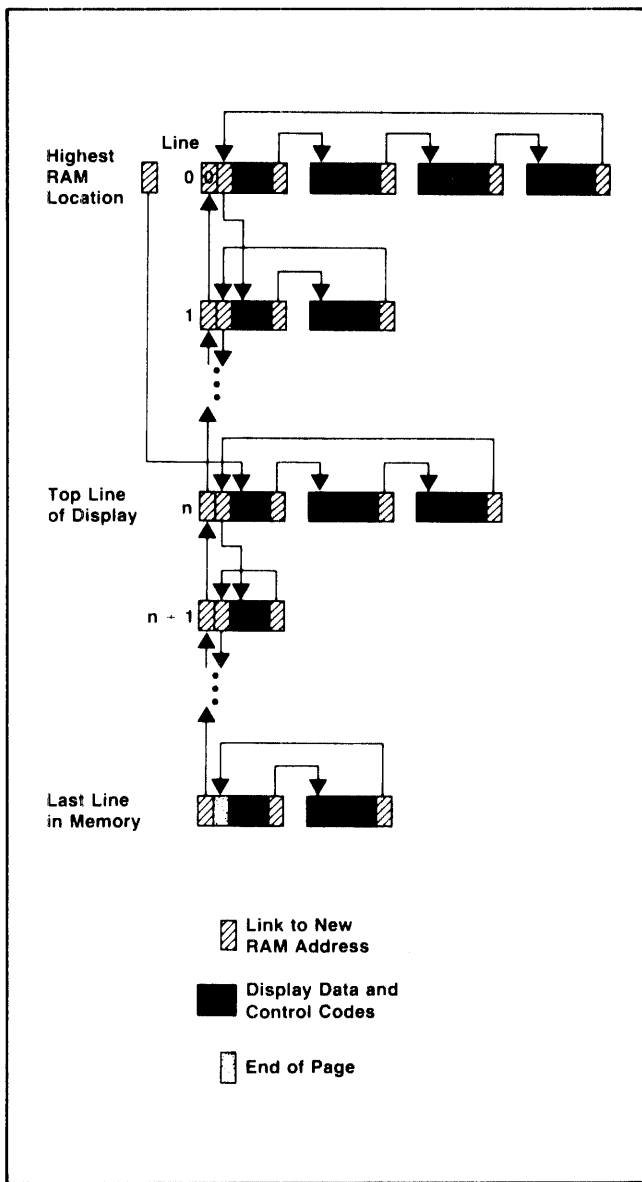 Line
Highest
RAM
Location
0 0
1
Top Line
of Display
n
n + 1
Last Line
in Memory
Link to New
RAM Address
Display Data and
Control Codes
End of Page